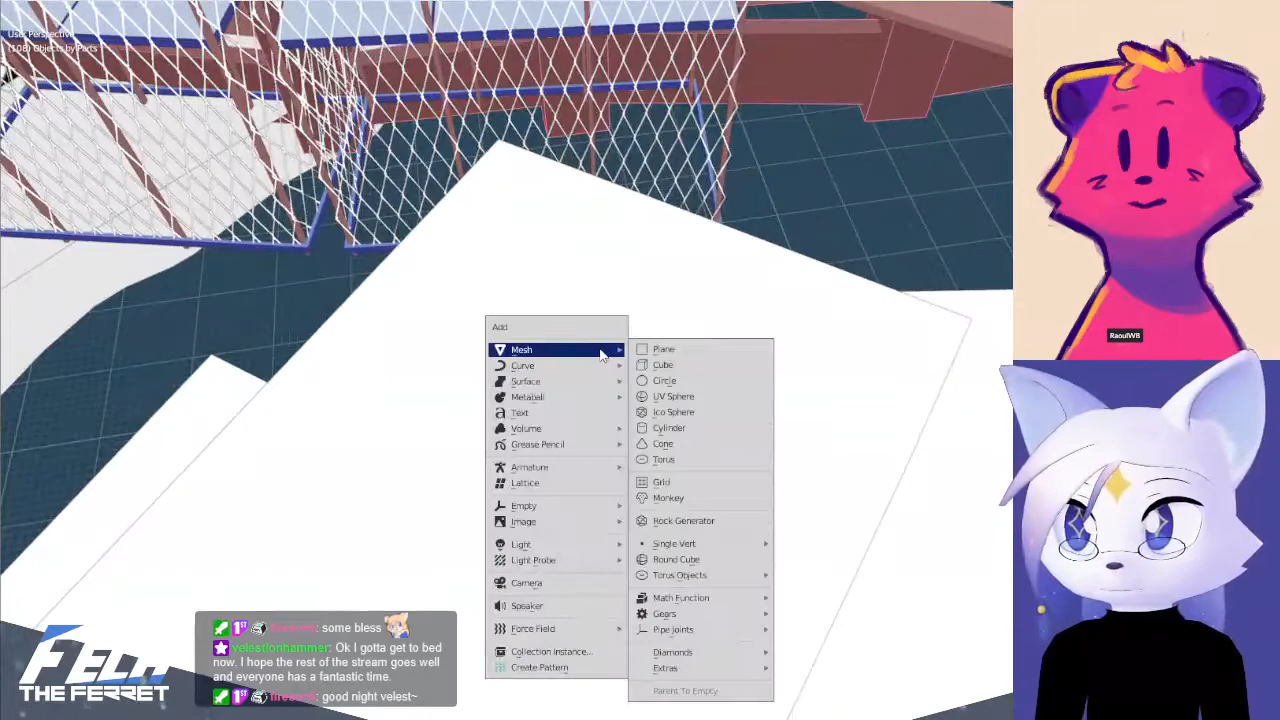 User Perspective
(108) Objects by Parts
Add
Mesh
Curve
Surface
Metaball
Text
Volume
Grease Pencil
Armature
Lattice
Empty
Image
Light
Light Probe
Camera
Speaker
Force Field
Collection Instance...
Create Pattern
Plane
Cube
Circle
UV Sphere
Ico Sphere
Cylinder
Cone
Torus
Grid
Monkey
Rock Generator
Single Vert
Round Cube
Torus Objects
Math Function
Gears
Pipe Joints
Diamonds
Extras
Parent To Empty
RaoulWB
: some bless
velestionhammer: Ok I gotta get to bed
now. I hope the rest of the stream goes well
and everyone has a fantastic time.
: good night velest~
THE FERRET